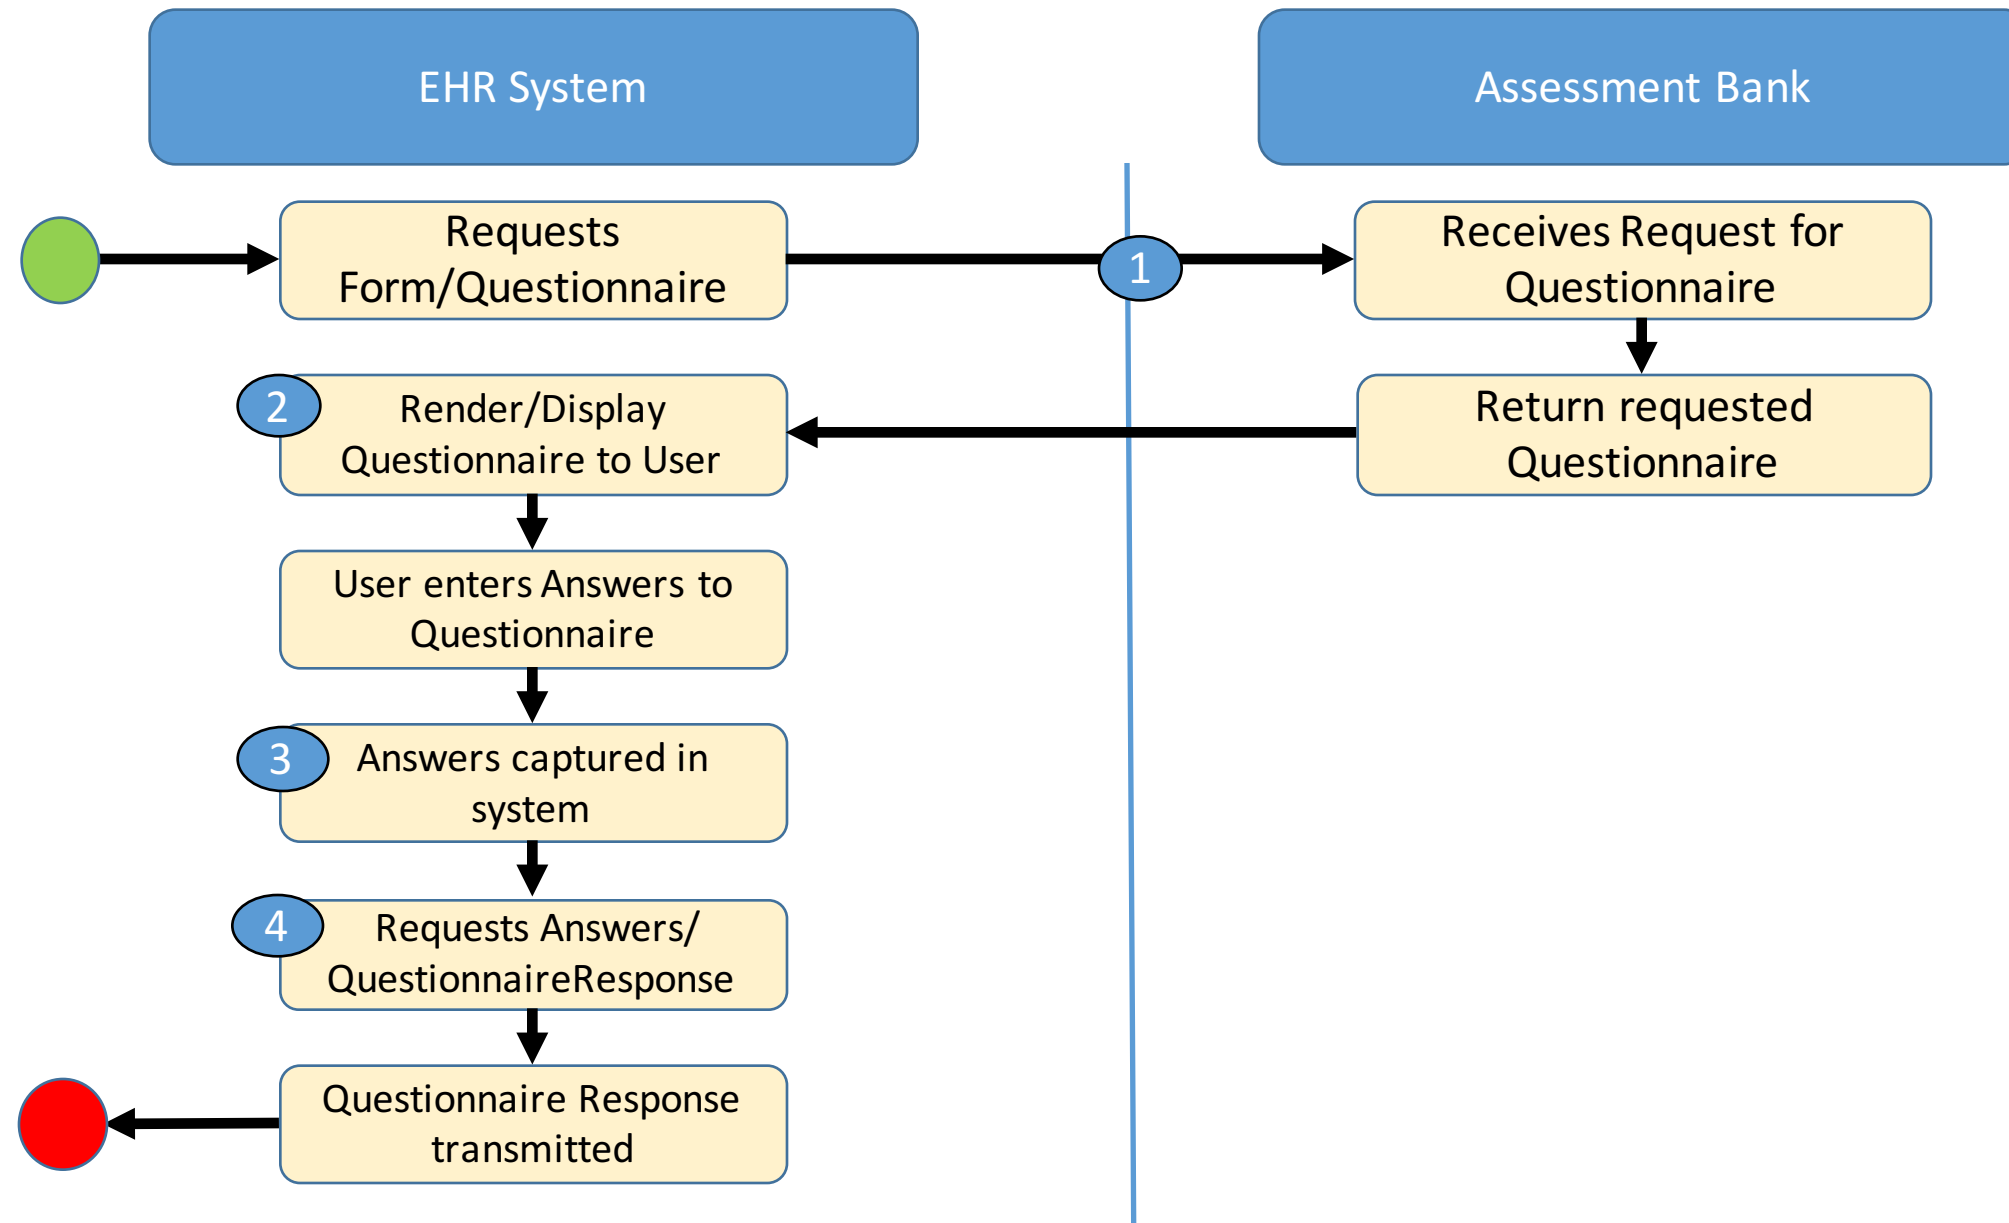 EHR System
Assessment Bank
Requests
Form/Questionnaire
1
Receives Request for
Questionnaire
2
Render/Display
Questionnaire to User
Return requested
Questionnaire
User enters Answers to
Questionnaire
3
Answers captured in
system
4
Requests Answers/
QuestionnaireResponse
Questionnaire Response
transmitted